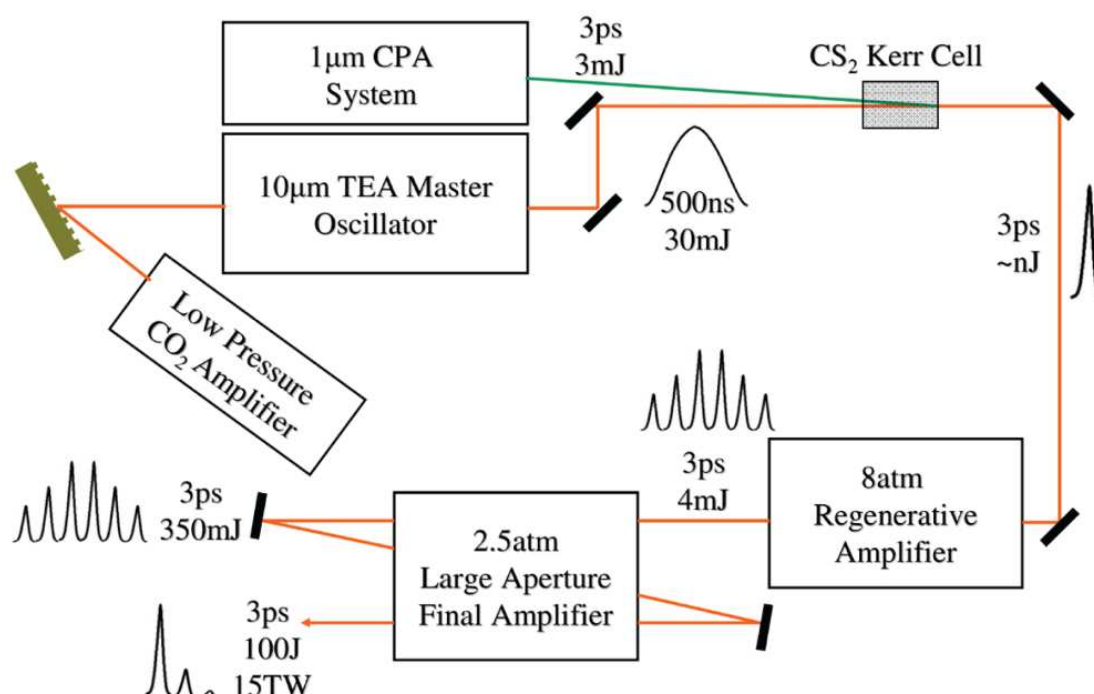 1μm CPA
System
3ps
3mJ
CS₂ Kerr Cell
10μm TEA Master
Oscillator
500ns
30mJ
3ps
~nJ
Low Pressure
CO₂ Amplifier
3ps
4mJ
8atm
Regenerative
Amplifier
3ps
350mJ
2.5atm
Large Aperture
Final Amplifier
3ps
100J
15TW